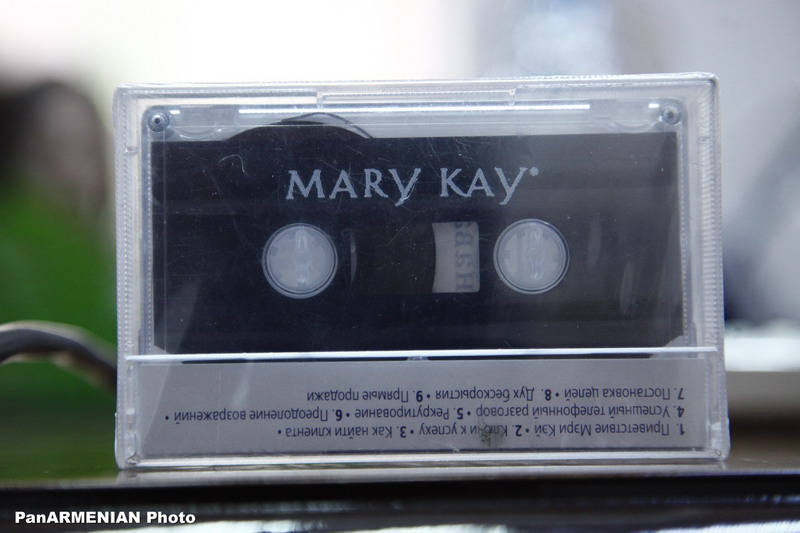 MARY KAY®
1. Приветствие Мэри Кэй • 2. Ключи к успеху • 3. Как найти клиента •
4. Успешный телефонный разговор • 5. Рекрутирование • 6. Преодоление возражений •
7. Постановка целей • 8. Дух бескорыстия • 9. Прямые продажи
PanARMENIAN Photo